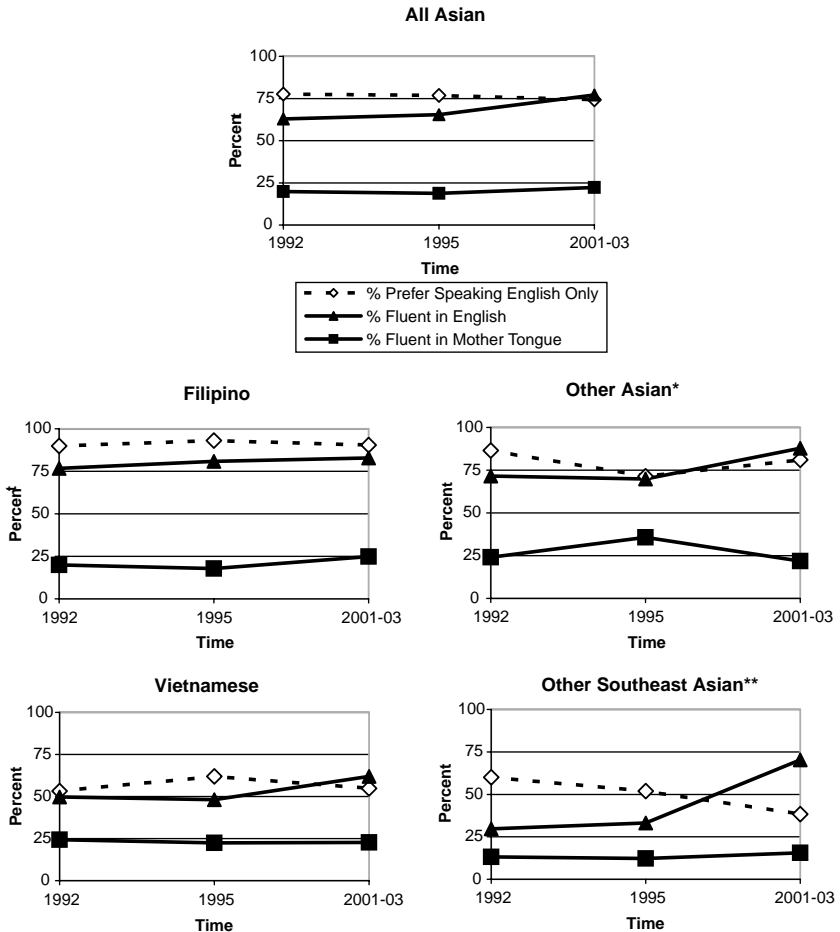 All Asian
100
75
50
25
0
Percent
1992 1995 2001-03
Time
% Prefer Speaking English Only
% Fluent in English
% Fluent in Mother Tongue
Filipino
100
75
50
25
0
Percent
1992 1995 2001-03
Time
Other Asian*
100
75
50
25
0
Percent
1992 1995 2001-03
Time
Vietnamese
100
75
50
25
0
Percent
1992 1995 2001-03
Time
Other Southeast Asian**
100
75
50
25
0
Percent
1992 1995 2001-03
Time